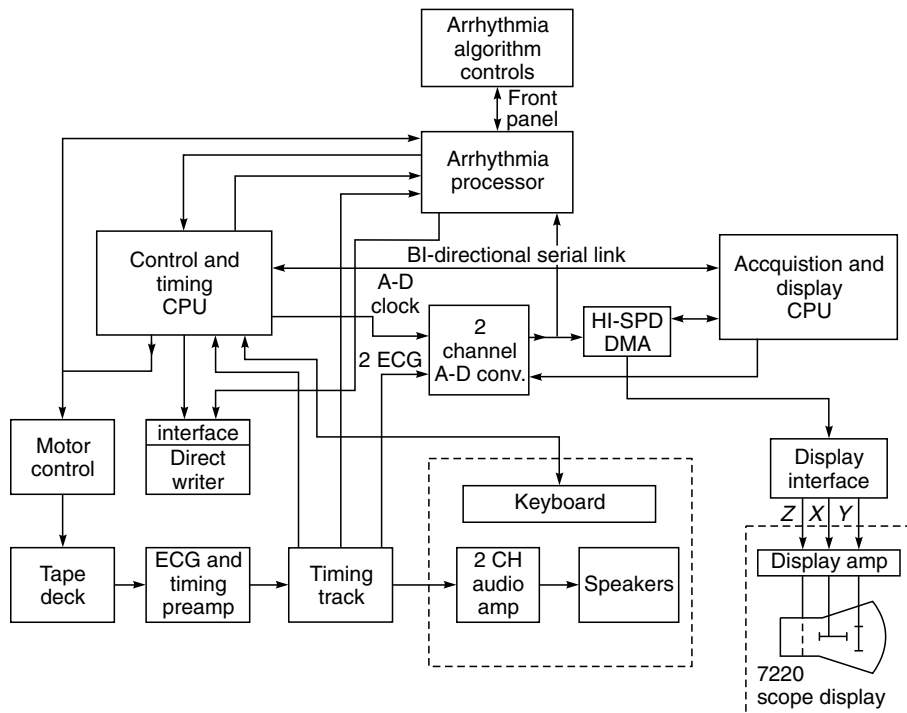 Arrhythmia
algorithm
controls
Front
panel
Arrhythmia
processor
Control and
timing
CPU
BI-directional serial link
Accquistion and
display
CPU
A-D
clock
2
channel
A-D conv.
HI-SPD
DMA
2 ECG
Motor
control
interface
Direct
writer
Display
interface
Keyboard
Z X Y
Tape
deck
ECG and
timing
preamp
Timing
track
2 CH
audio
amp
Speakers
Display amp
7220
scope display